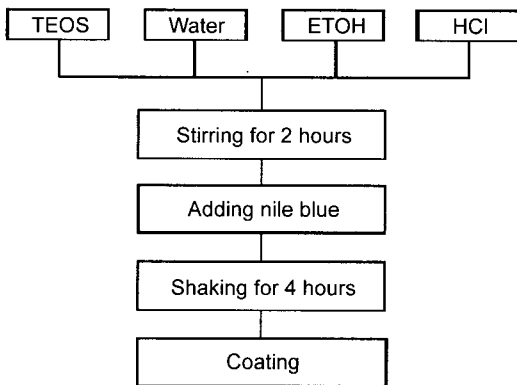 TEOS
Water
ETOH
HCl
Stirring for 2 hours
Adding nile blue
Shaking for 4 hours
Coating